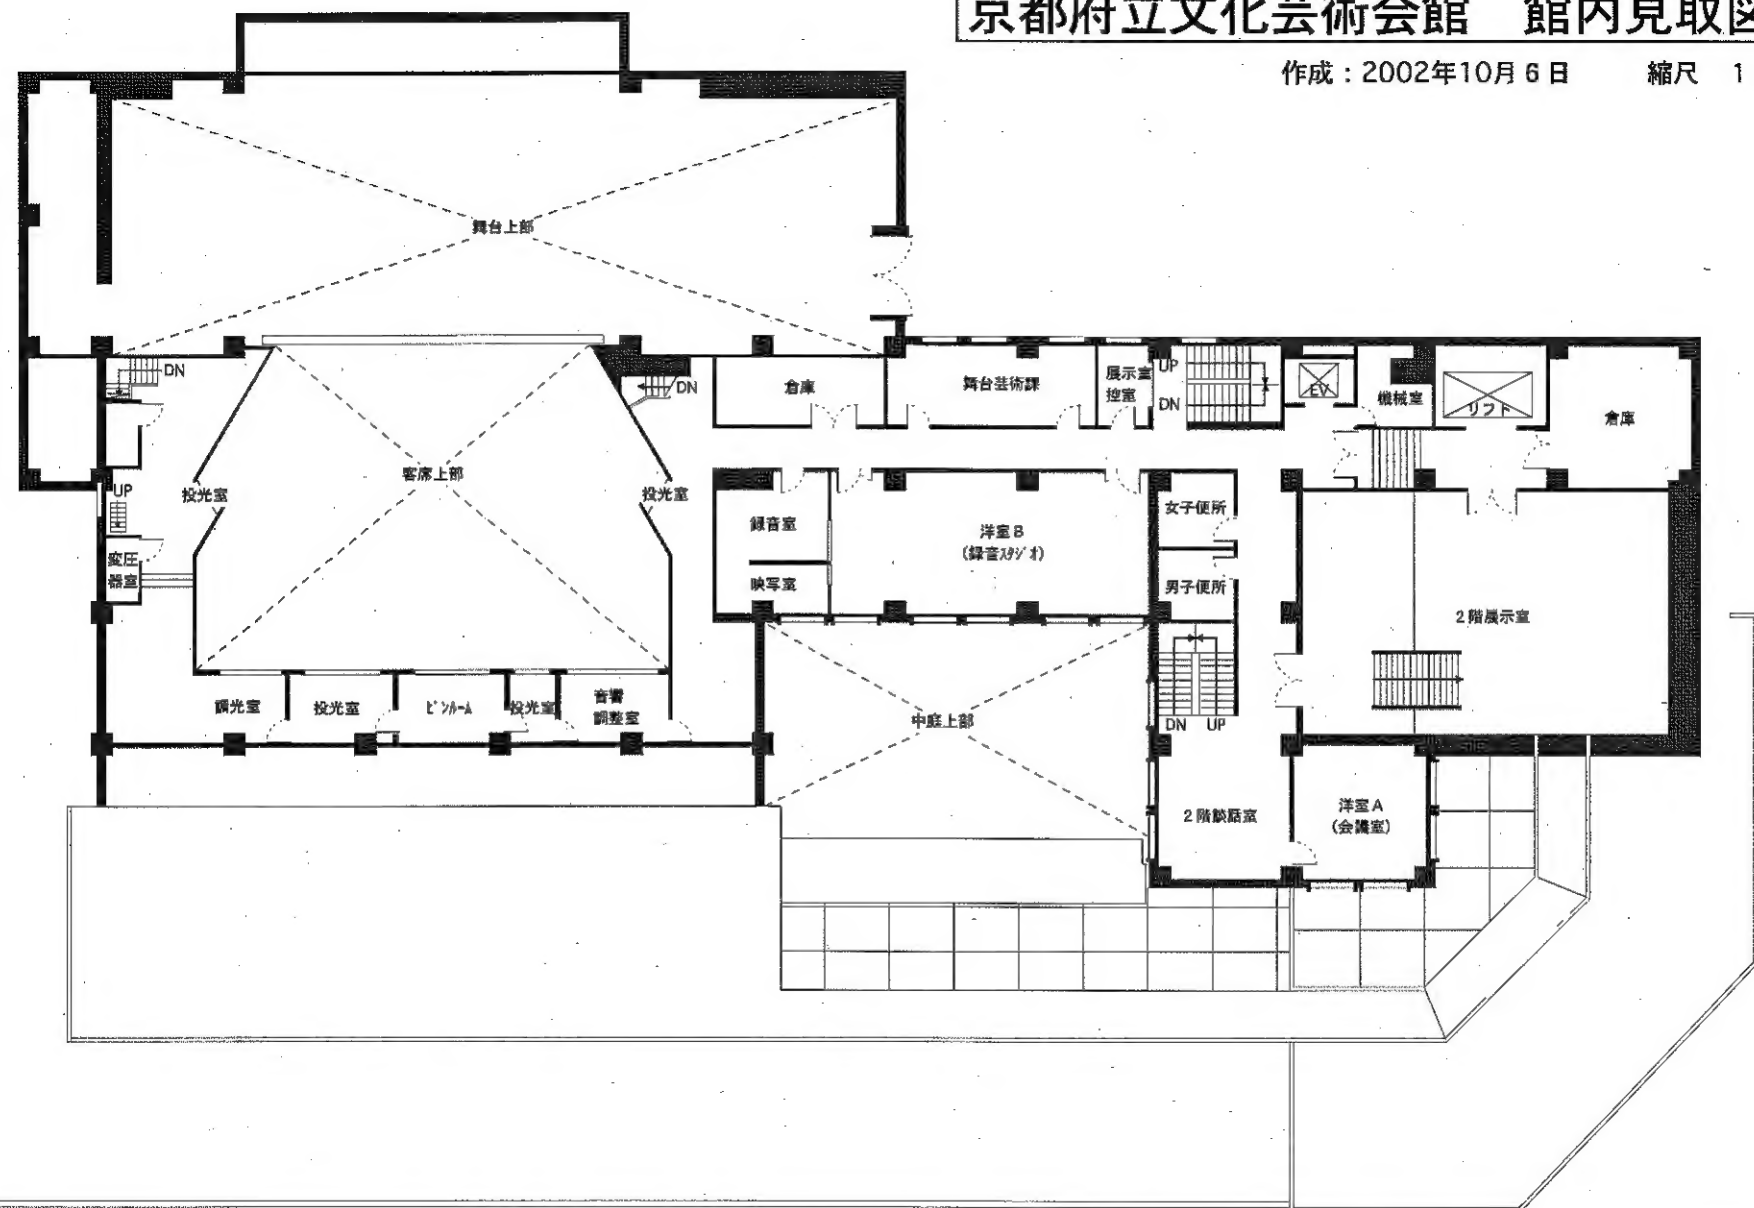 京都府立文化芸術会館　館内見取図
作成：2002年10月6日　縮尺　1
舞台上部
DN
DN
倉庫
舞台芸術課
展示室
控室
UP
DN
EV
機械室
リフト
倉庫
客席上部
投光室
投光室
UP
変圧
器室
録音室
映写室
洋室B
(録音スタジオ)
女子便所
男子便所
2階展示室
調光室
投光室
ピンルーム
投光室
音響
調整室
中庭上部
DN UP
2階談話室
洋室A
(会議室)